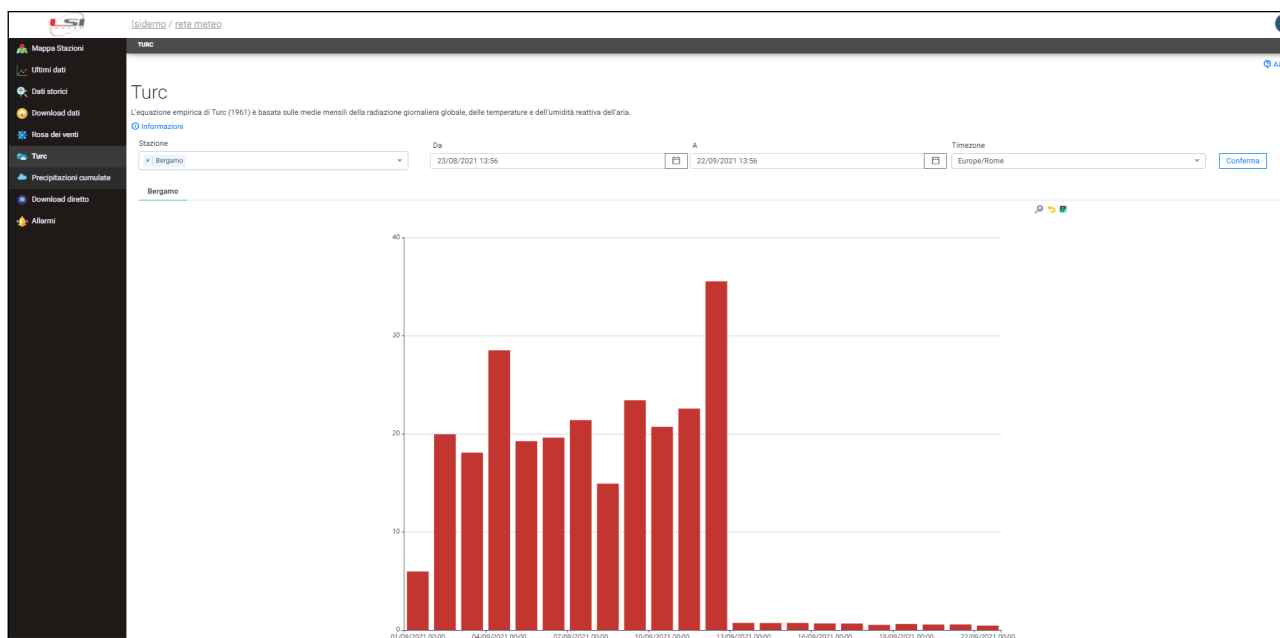 LSI
lsidemo / rete meteo
Mappa Stazioni
Ultimi dati
Dati storici
Download dati
Rosa dei venti
Turc
Precipitazioni cumulate
Download diretto
Allarmi
TURC
Ai
Turc
L'equazione empirica di Turc (1961) è basata sulle medie mensili della radiazione giornaliera globale, delle temperature e dell'umidità reattiva dell'aria.
Informazioni
Stazione
Da
A
Timezone
× Bergamo
23/08/2021 13:56
22/09/2021 13:56
Europe/Rome
Conferma
Bergamo
40
30
20
10
0
01/09/2021 00:00 04/09/2021 00:00 07/09/2021 00:00 10/09/2021 00:00 13/09/2021 00:00 16/09/2021 00:00 19/09/2021 00:00 22/09/2021 00:00